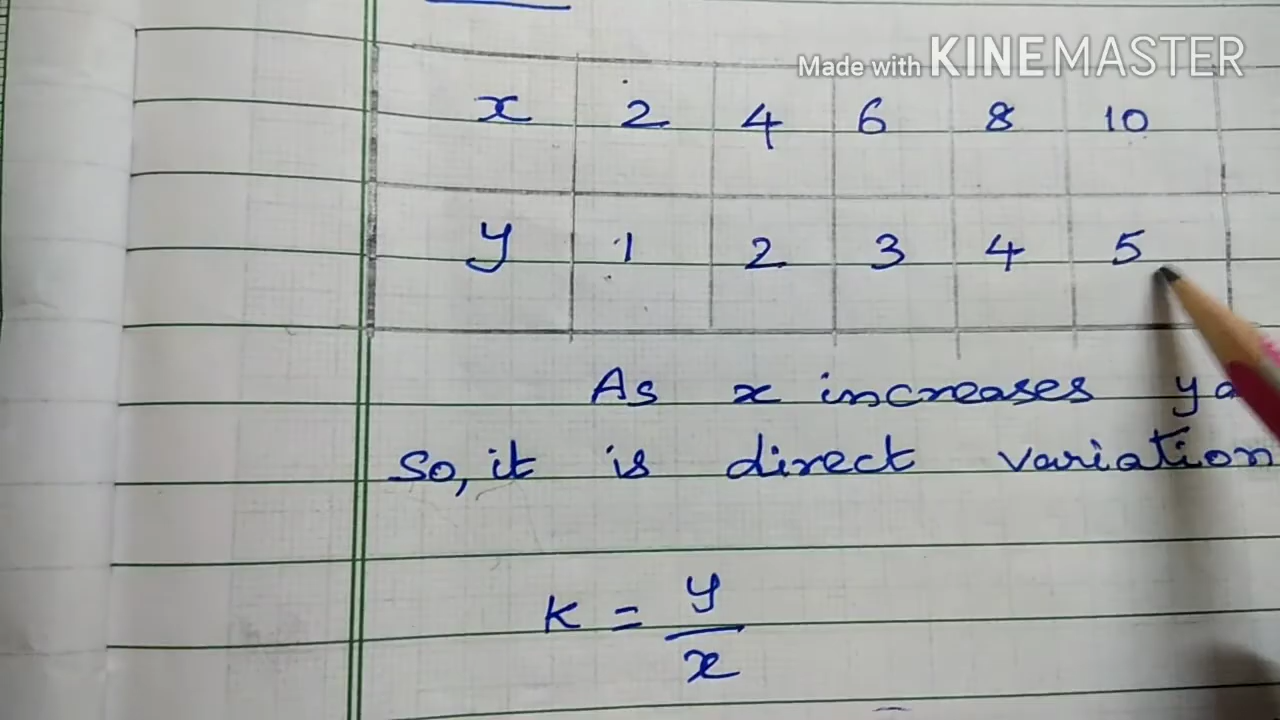 Made with KINEMASTER
x 2 4 6 8 10
y 1 2 3 4 5
As x increases y
So, it is direct variation
K = y
x